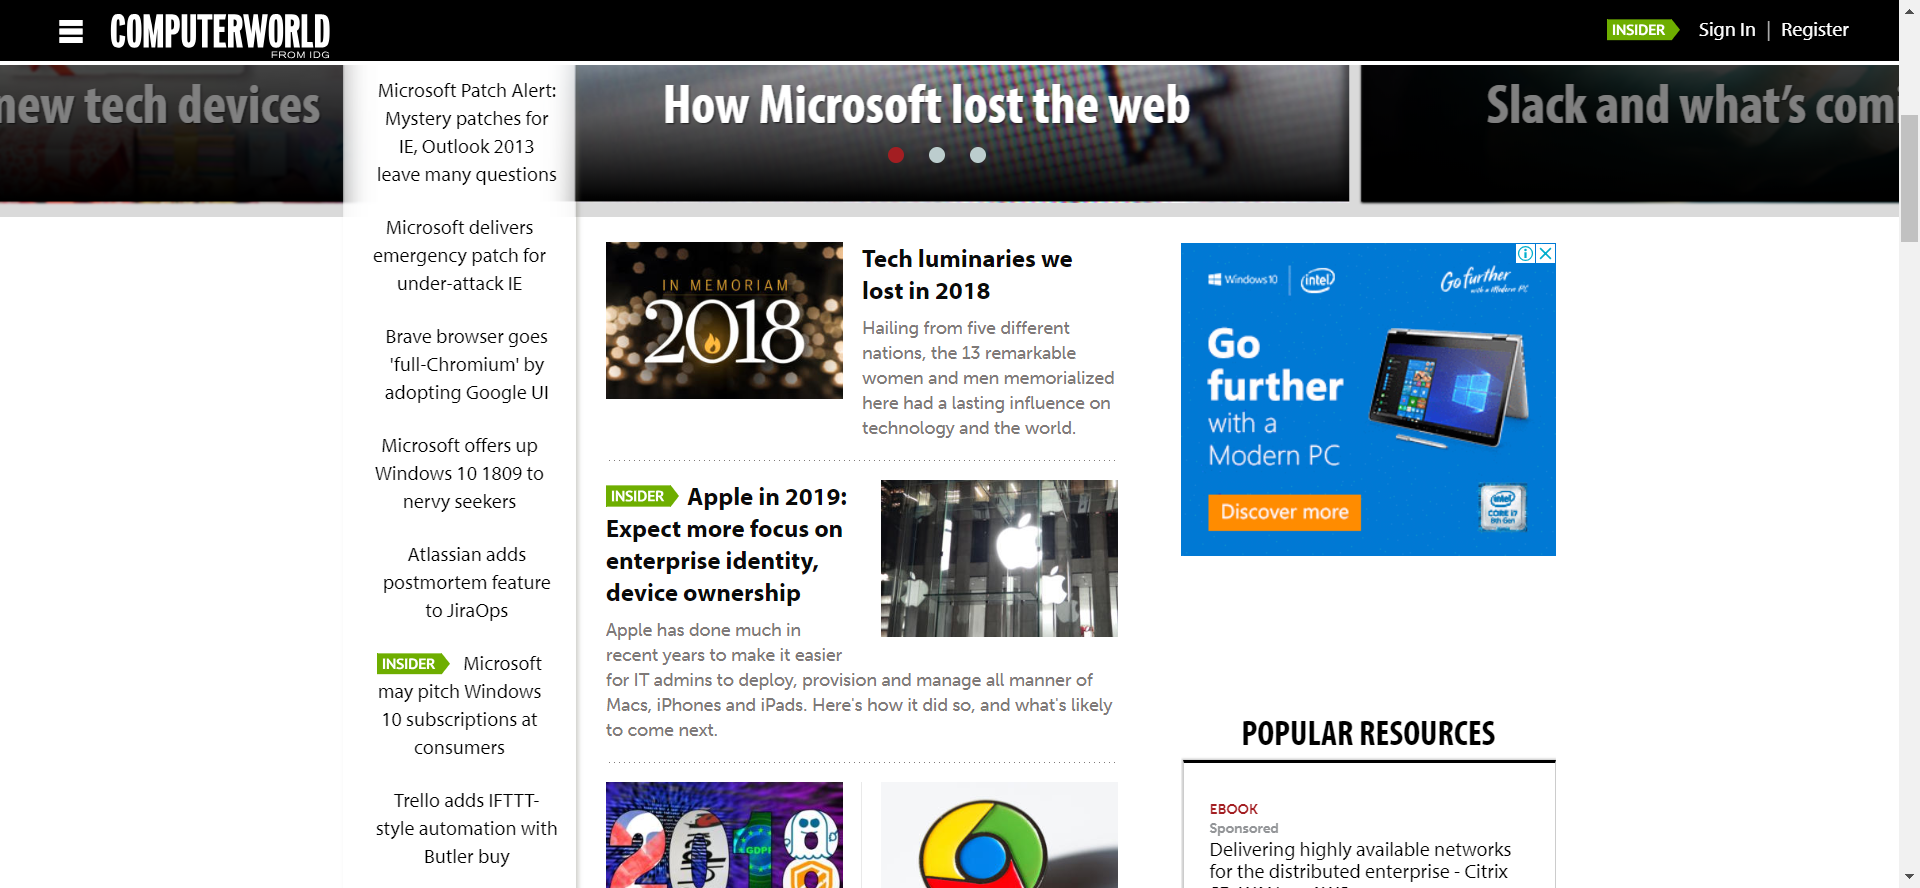 COMPUTERWORLD
FROM IDG
INSIDER
Sign In | Register
new tech devices
How Microsoft lost the web
Slack and what's comi
Microsoft Patch Alert:
Mystery patches for
IE, Outlook 2013
leave many questions
Microsoft delivers
emergency patch for
under-attack IE
Brave browser goes
'full-Chromium' by
adopting Google UI
Microsoft offers up
Windows 10 1809 to
nervy seekers
Atlassian adds
postmortem feature
to JiraOps
INSIDER Microsoft
may pitch Windows
10 subscriptions at
consumers
Trello adds IFTTT-
style automation with
Butler buy
IN MEMORIAM
2018
Tech luminaries we
lost in 2018
Hailing from five different
nations, the 13 remarkable
women and men memorialized
here had a lasting influence on
technology and the world.
INSIDER Apple in 2019:
Expect more focus on
enterprise identity,
device ownership
Apple has done much in
recent years to make it easier
for IT admins to deploy, provision and manage all manner of
Macs, iPhones and iPads. Here's how it did so, and what's likely
to come next.
2018
GDPR
Windows 10
intel
Go further
with a Modern PC
Go
further
with a
Modern PC
Discover more
intel
CORE i7
8th Gen
POPULAR RESOURCES
EBOOK
Sponsored
Delivering highly available networks
for the distributed enterprise - Citrix